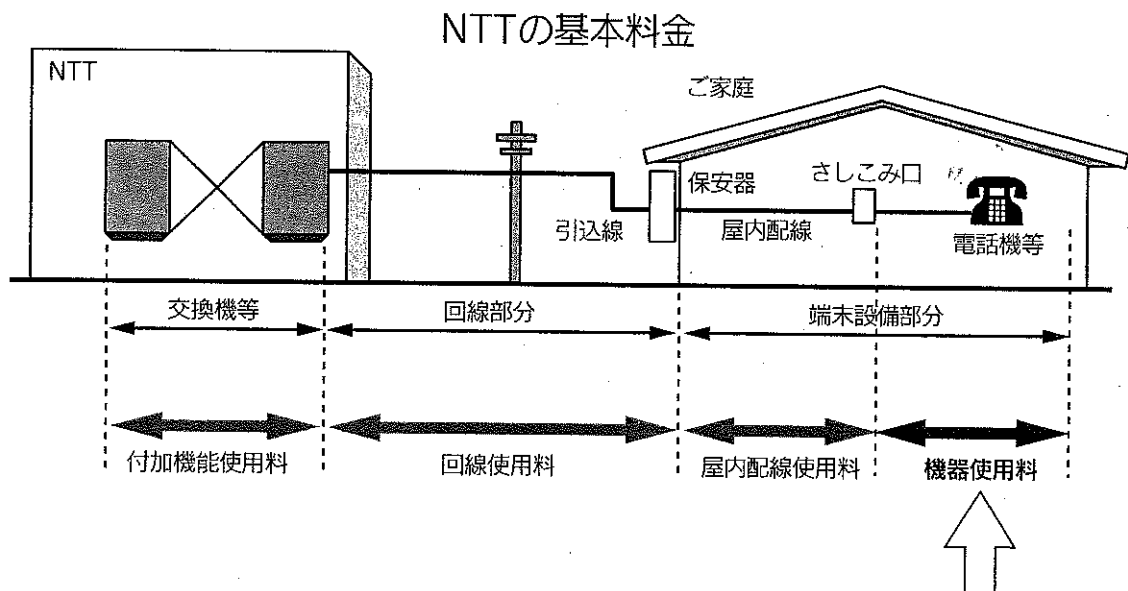 NTTの基本料金
NTT
ご家庭
保安器
さしこみ口
引込線
屋内配線
電話機等
交換機等
回線部分
端末設備部分
付加機能使用料
回線使用料
屋内配線使用料
機器使用料